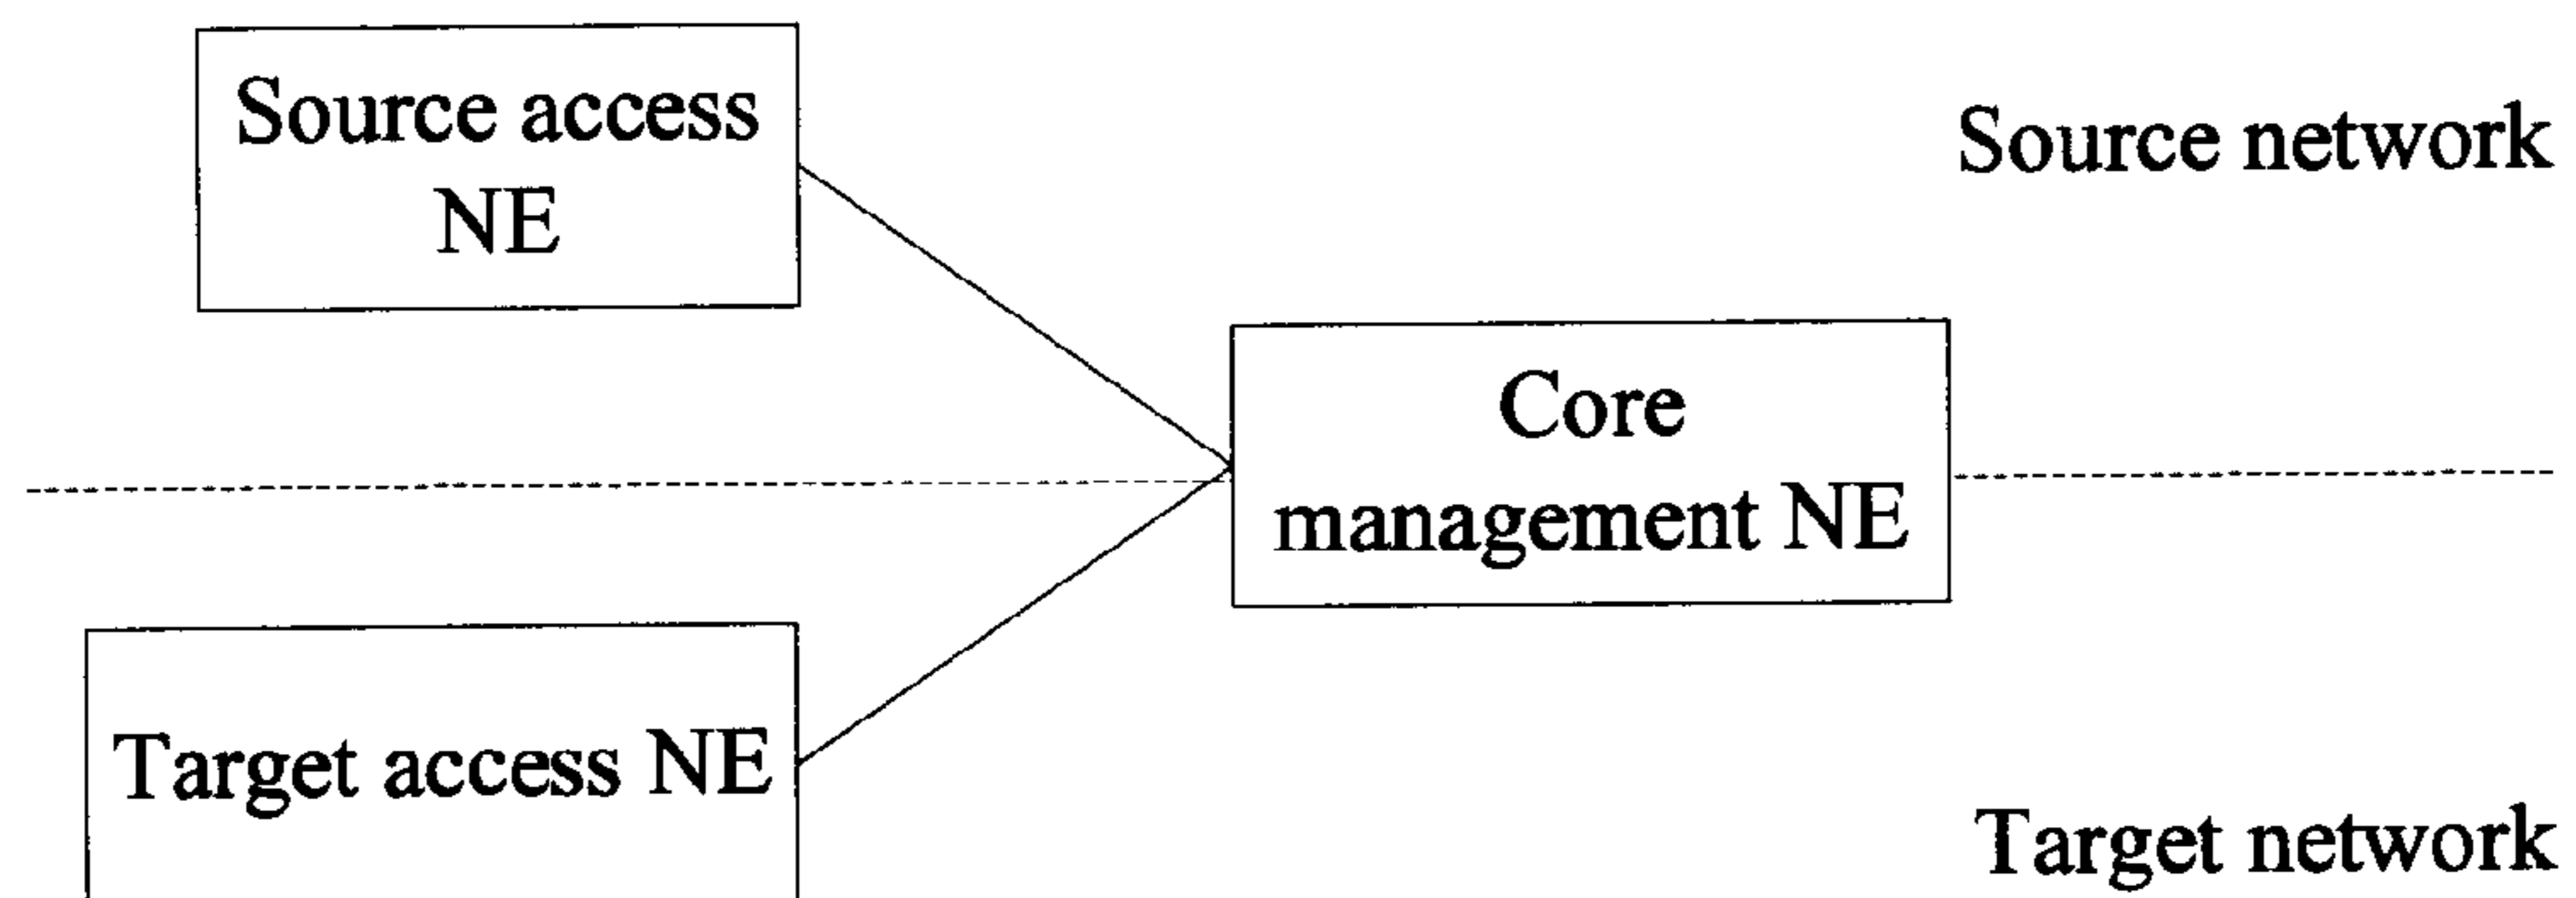 Source access
NE
Source network
Core
management NE
Target access NE
Target network